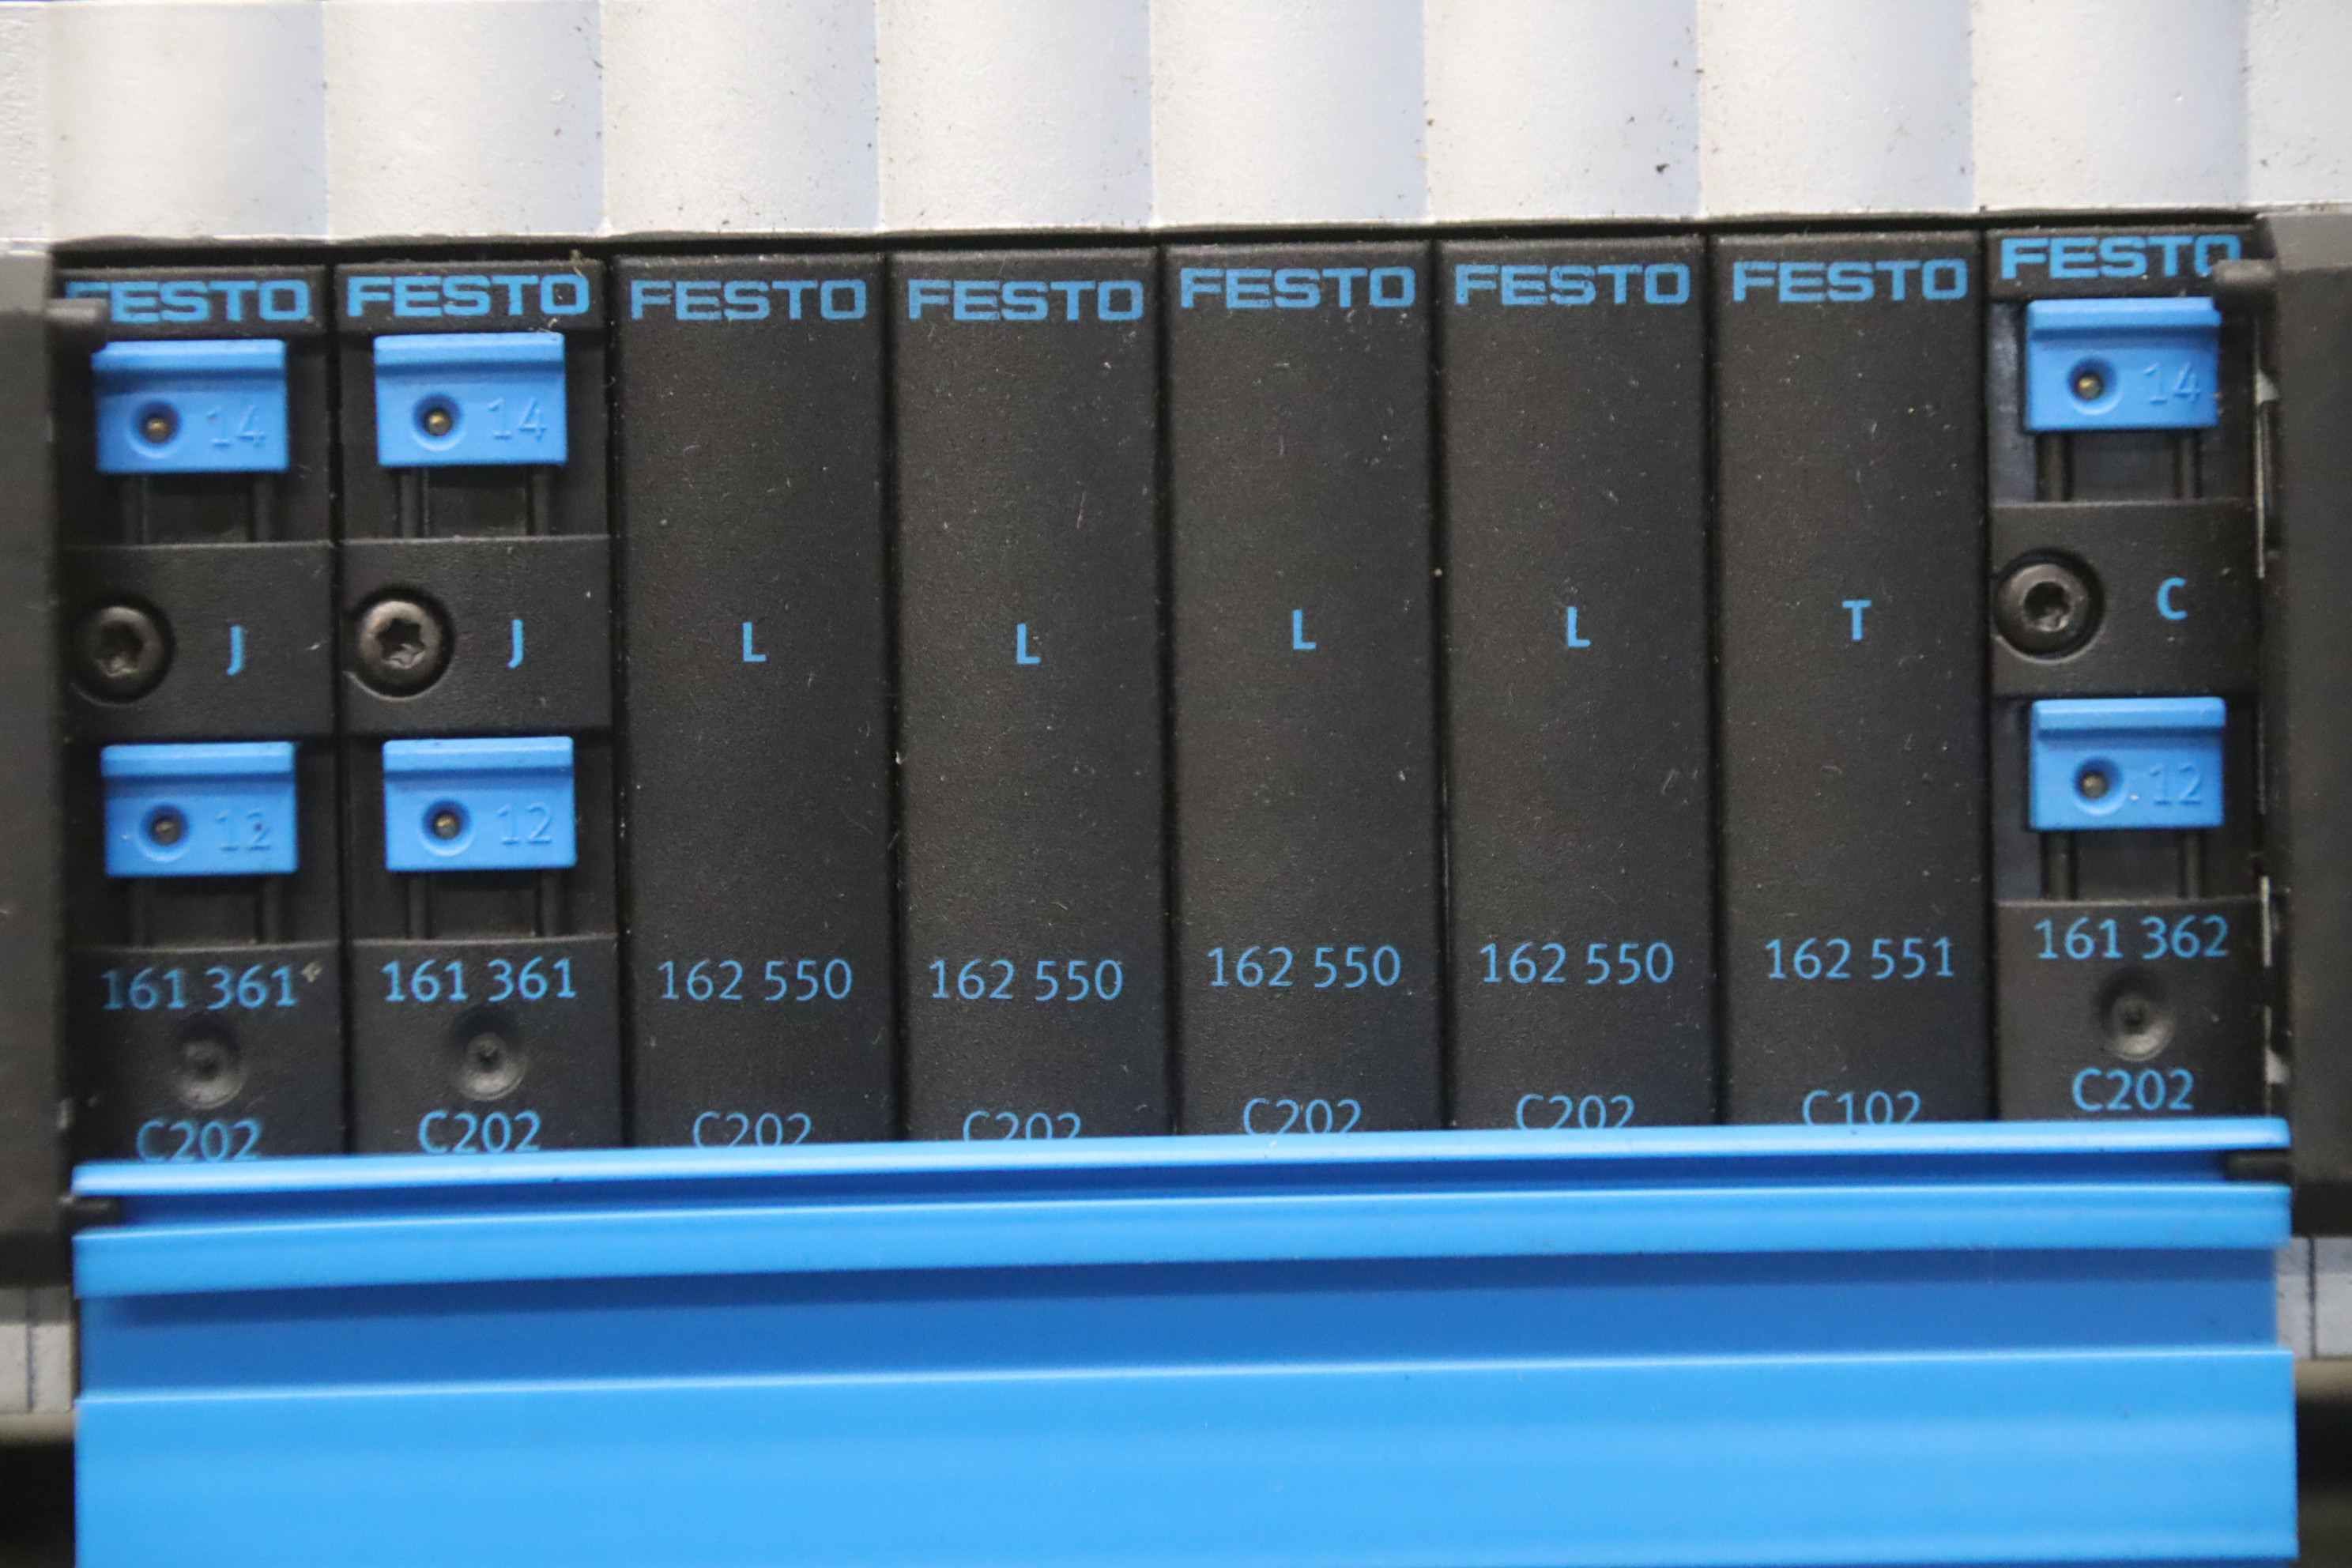 FESTO FESTO FESTO FESTO FESTO FESTO FESTO FESTO
14 14 14
J J L L L L T C
12 12 12
161 361 161 361 162 550 162 550 162 550 162 550 162 551 161 362
C202 C202 C202 C202 C202 C202 C102 C202